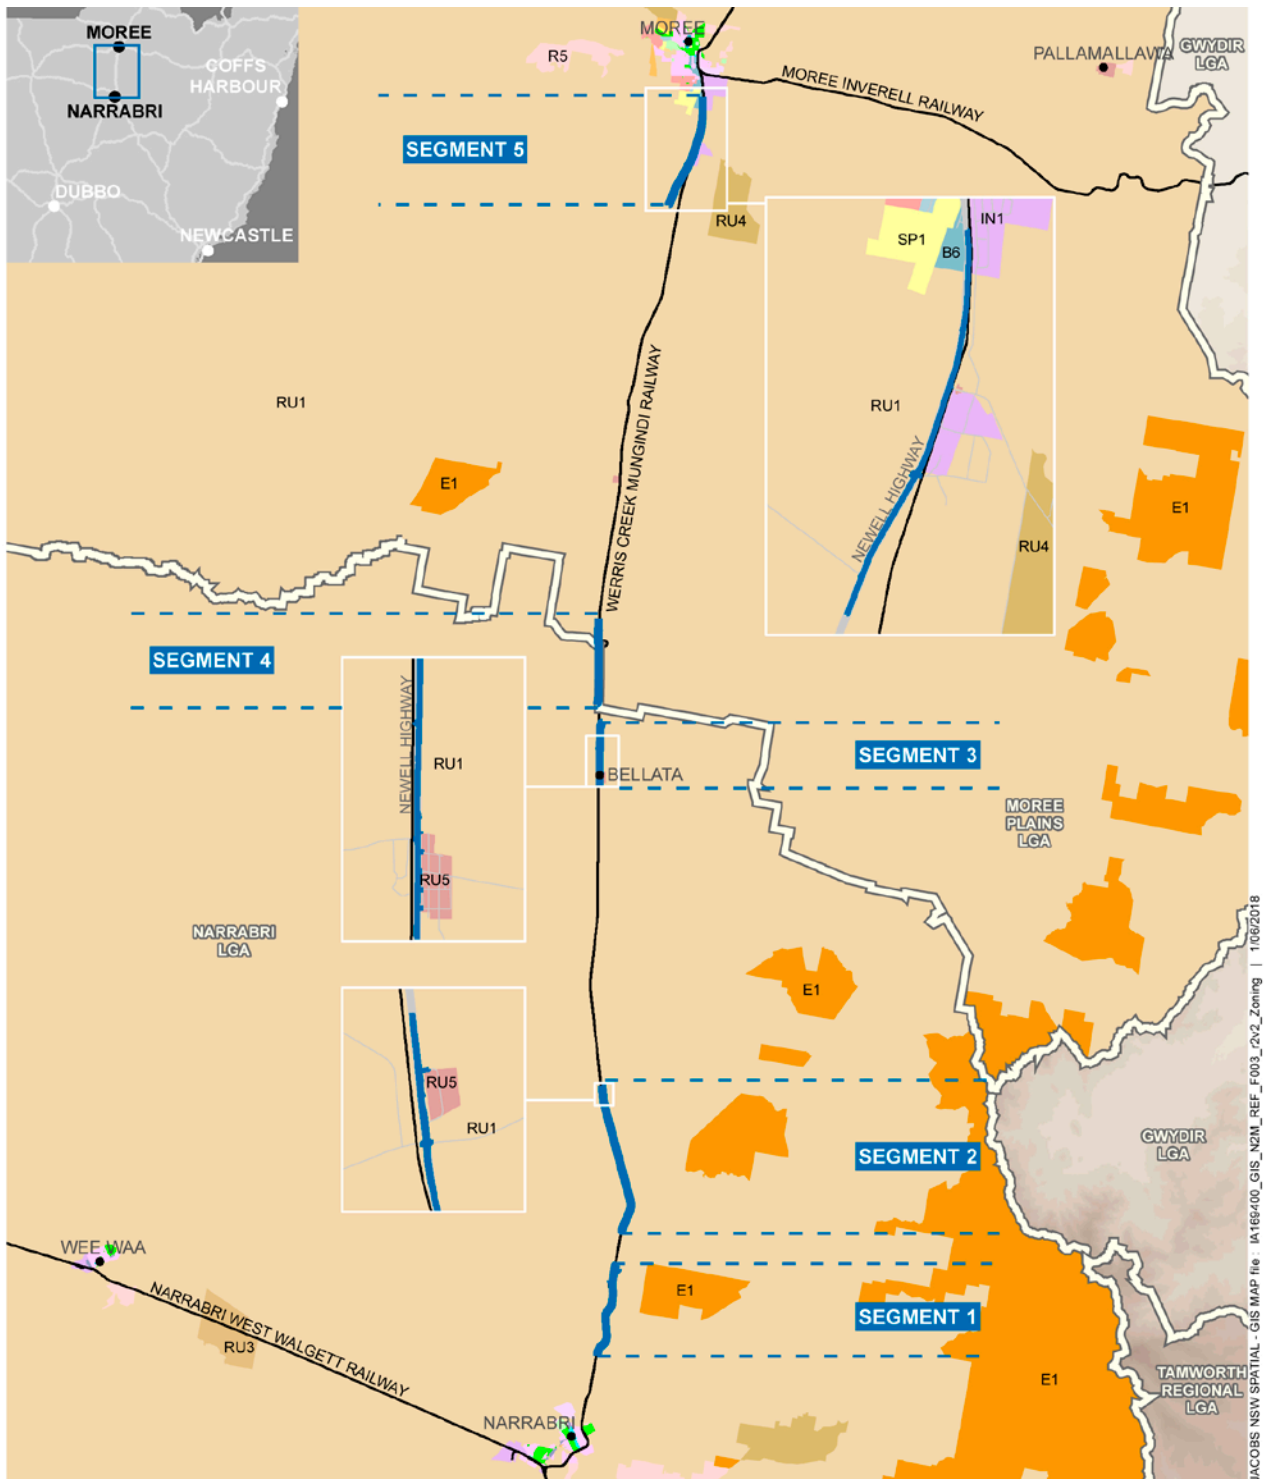 MOREE
COFFS
HARBOUR
NARRABRI
DUBBO
NEWCASTLE
MOREE
R5
PALLAMALLAWA
GWYDIR
LGA
MOREE INVERELL RAILWAY
SEGMENT 5
RU4
SP1
B6
IN1
RU1
NEWELL HIGHWAY
RU4
RU1
WERRIS CREEK MUNGINDI RAILWAY
E1
E1
SEGMENT 4
NEWELL HIGHWAY
RU1
RU5
BELLATA
SEGMENT 3
MOREE
PLAINS
LGA
NARRABRI
LGA
E1
RU5
RU1
SEGMENT 2
GWYDIR
LGA
WEE WAA
NARRABRI WEST WALGETT RAILWAY
RU3
E1
SEGMENT 1
E1
TAMWORTH
REGIONAL
LGA
NARRABRI
JACOBS NSW SPATIAL - GIS MAP file : IA169400_GIS_N2M_REF_F003_r2v2_Zoning | 1/06/2018